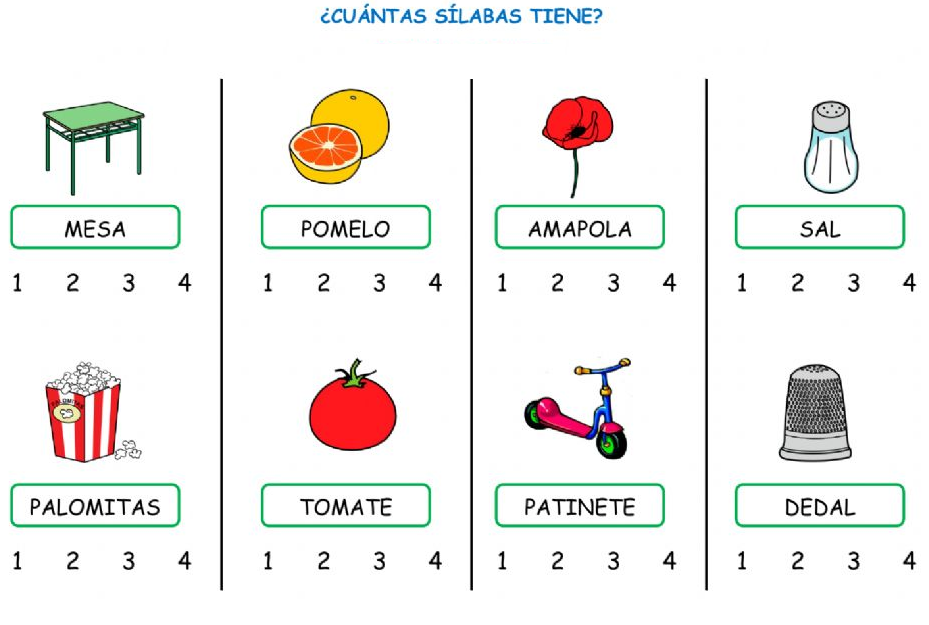 ¿CUÁNTAS SÍLABAS TIENE?
MESA
POMELO
AMAPOLA
SAL
1 2 3 4
1 2 3 4
1 2 3 4
1 2 3 4
PALOMITAS
PALOMITAS
TOMATE
PATINETE
DEDAL
1 2 3 4
1 2 3 4
1 2 3 4
1 2 3 4